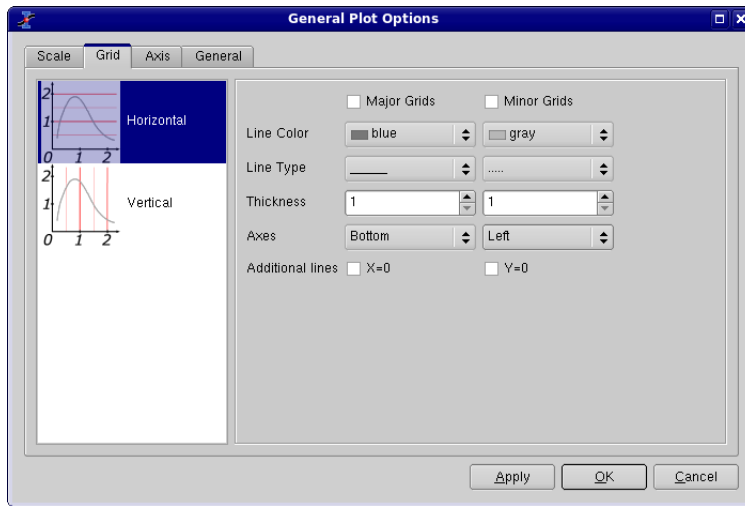 General Plot Options
Scale Grid Axis General
2
1
0 1 2
Horizontal
2
1
0 1 2
Vertical
Major Grids Minor Grids
Line Color blue gray
Line Type _____ .....
Thickness 1 1
Axes Bottom Left
Additional lines X=0 Y=0
Apply OK Cancel